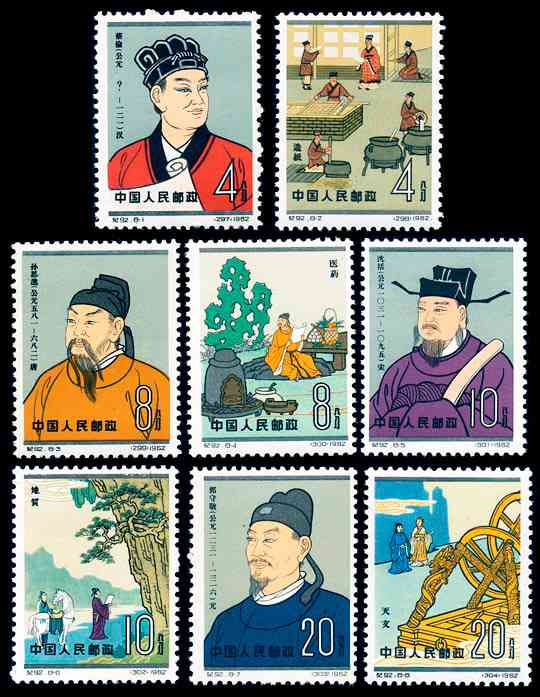 蔡伦(公元 ？—一二一)汉
中国人民邮政
4分
纪92.8-1
(297)1962
造纸
中国人民邮政
4分
纪92.8-2
(298)1962
孙思邈(公元五八一—六八二)唐
8分
中国人民邮政
纪92.8-3
(299)1962
医药
8分
中国人民邮政
纪92.8-4
(300)1962
沈括(公元一〇三一—一〇九五)宋
10分
中国人民邮政
纪92.8-5
(301)1962
地质
10分
中国人民邮政
纪92.8-6
(302)1962
郭守敬(公元一二三一—一三一六)元
20分
中国人民邮政
纪92.8-7
(303)1962
天文
20分
中国人民邮政
纪92.8-8
(304)1962